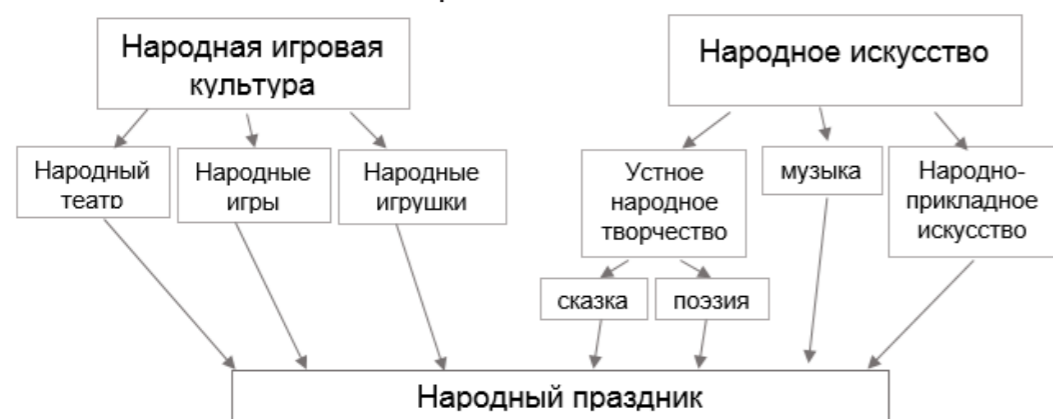 Народная игровая
культура
Народное искусство
Народный
театр
Народные
игры
Народные
игрушки
Устное
народное
творчество
музыка
Народно-
прикладное
искусство
сказка
поэзия
Народный праздник